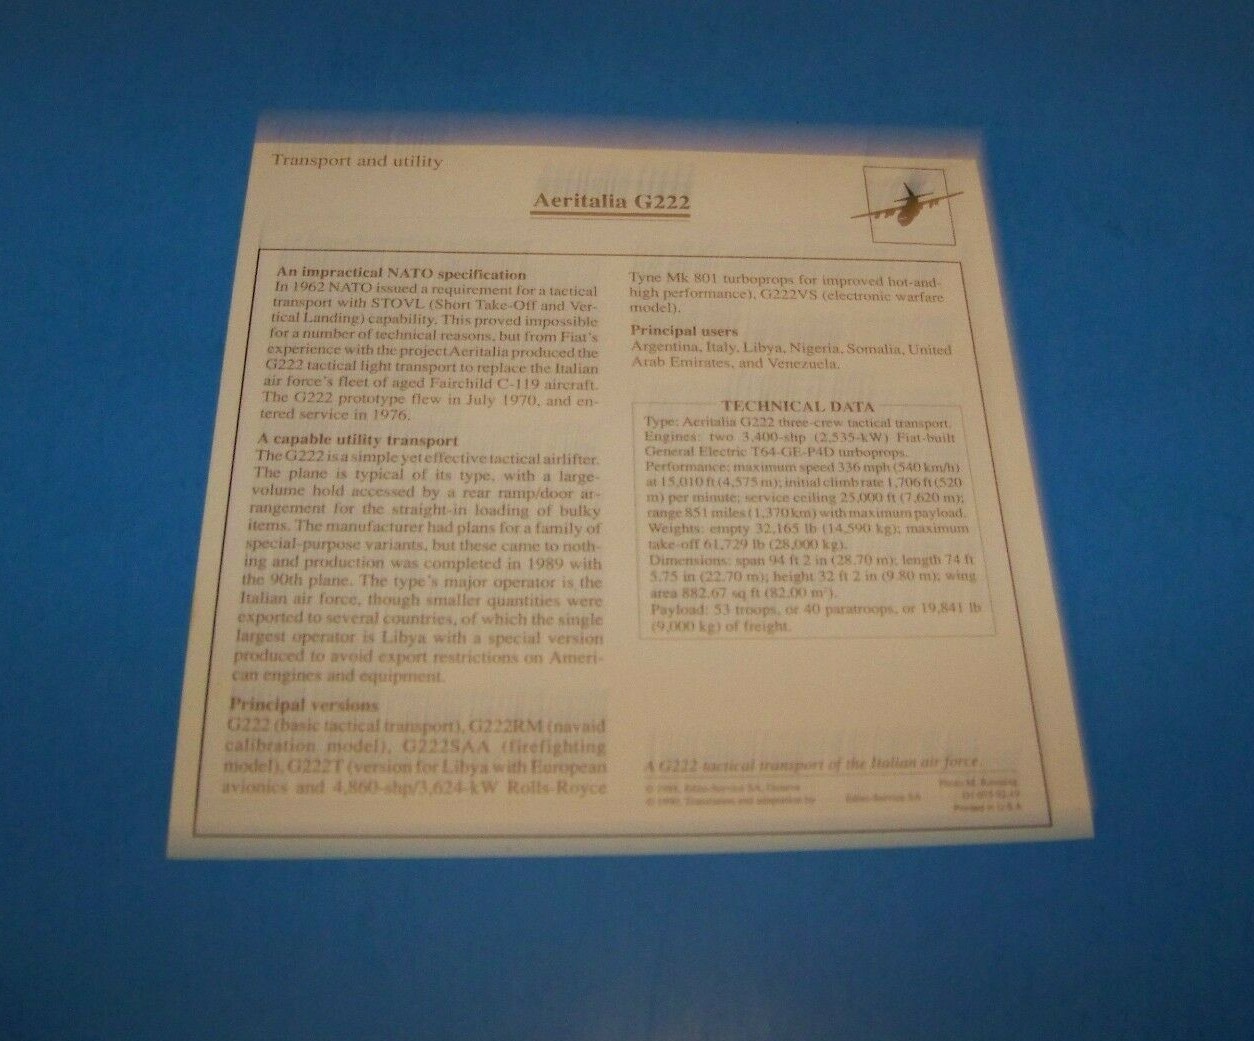 Transport and utility
Aeritalia G222
An impractical NATO specification
In 1962 NATO issued a requirement for a tactical
transport with STOVL (Short Take-Off and Ver-
tical Landing) capability. This proved impossible
for a number of technical reasons, but from Fiat's
experience with the project Aeritalia produced the
G222 tactical light transport to replace the Italian
air force's fleet of aged Fairchild C-119 aircraft.
The G222 prototype flew in July 1970, and en-
tered service in 1976.
A capable utility transport
The G222 is a simple yet effective tactical airlifter.
The plane is typical of its type, with a large-
volume hold accessed by a rear ramp/door ar-
rangement for the straight-in loading of bulky
items. The manufacturer had plans for a family of
special-purpose variants, but these came to noth-
ing and production was completed in 1989 with
the 90th plane. The type's major operator is the
Italian air force, though smaller quantities were
exported to several countries, of which the single
largest operator is Libya with a special version
produced to avoid export restrictions on Ameri-
can engines and equipment.
Principal versions
G222 (basic tactical transport), G222RM (navaid
calibration model), G222SAA (firefighting
model), G222T (version for Libya with European
avionics and 4,860-shp/3,624-kW Rolls-Royce
Tyne Mk 801 turboprops for improved hot-and-
high performance), G222VS (electronic warfare
model).
Principal users
Argentina, Italy, Libya, Nigeria, Somalia, United
Arab Emirates, and Venezuela.
TECHNICAL DATA
Type: Aeritalia G222 three-crew tactical transport.
Engines: two 3,400-shp (2,535-kW) Fiat-built
General Electric T64-GE-P4D turboprops.
Performance: maximum speed 336 mph (540 km/h)
at 15,010 ft (4,575 m); initial climb rate 1,706 ft (520
m) per minute; service ceiling 25,000 ft (7,620 m);
range 851 miles (1,370 km) with maximum payload.
Weights: empty 32,165 lb (14,590 kg); maximum
take-off 61,729 lb (28,000 kg).
Dimensions: span 94 ft 2 in (28.70 m); length 74 ft
5.75 in (22.70 m); height 32 ft 2 in (9.80 m); wing
area 882.67 sq ft (82.00 m²).
Payload: 53 troops, or 40 paratroops, or 19,841 lb
(9,000 kg) of freight.
A G222 tactical transport of the Italian air force.
Edito-Service SA
Printed in U.S.A.